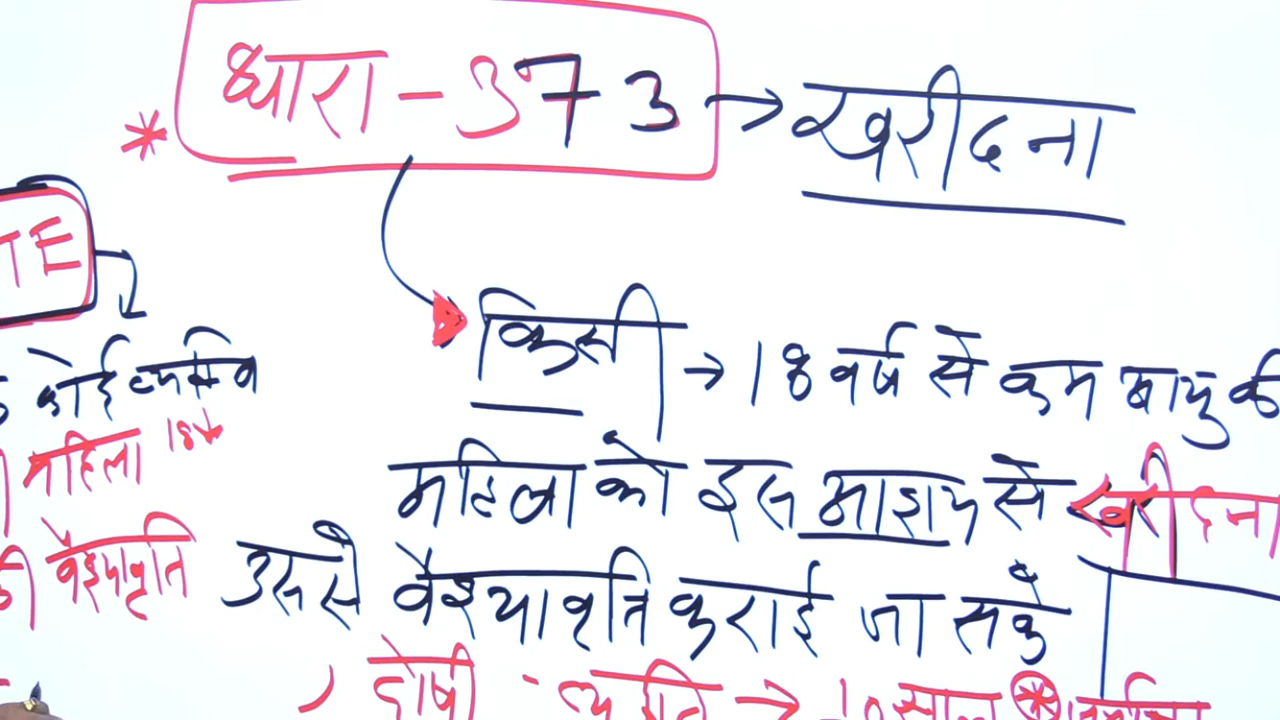 धारा - 373 → खरीदना
TE
किसी → 18 वर्ष से कम आयु की
कोई व्यक्ति
महिला 18↓
महिला को इस आशय से खरीदना
वैश्यावृति
उससे वैश्यावृति कराई जा सके
दोषी - व्यक्ति → 10 साल